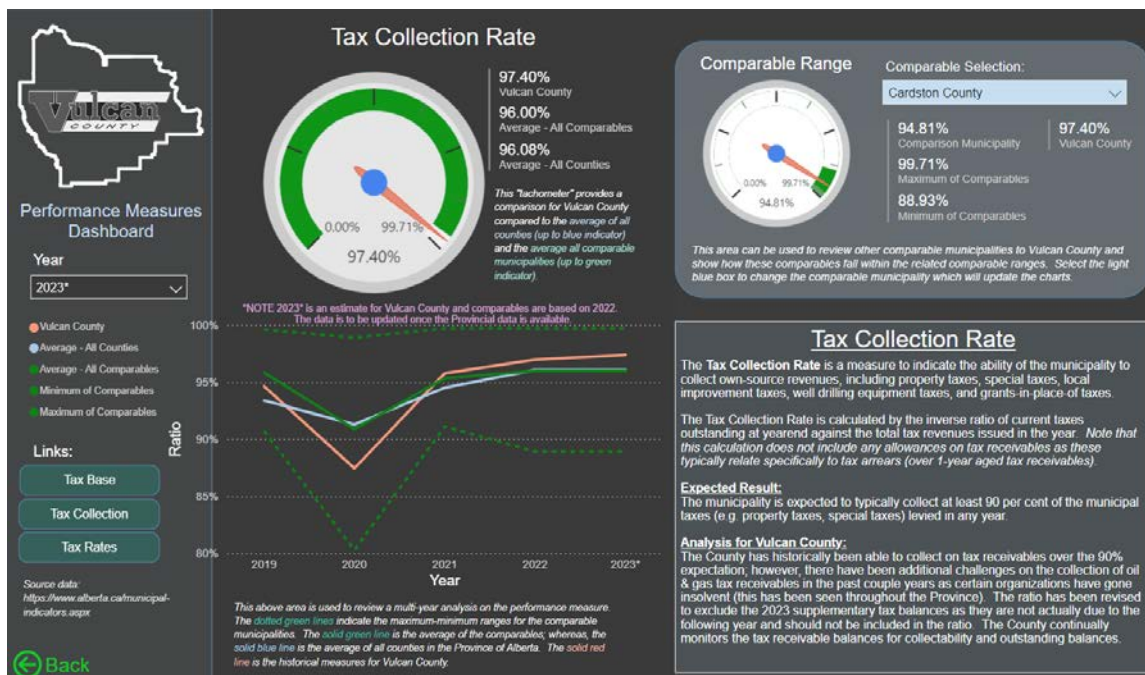 Vulcan
COUNTY
Performance Measures
Dashboard
Year
2023*
Vulcan County
Average - All Counties
Average - All Comparables
Minimum of Comparables
Maximum of Comparables
Links:
Tax Base
Tax Collection
Tax Rates
Source data:
https://www.alberta.ca/municipal-
indicators.aspx
Back
Tax Collection Rate
0.00%
99.71%
97.40%
97.40%
Vulcan County
96.00%
Average - All Comparables
96.08%
Average - All Counties
This "tachometer" provides a
comparison for Vulcan County
compared to the average of all
counties (up to blue indicator)
and the average all comparable
municipalities (up to green
indicator).
*NOTE 2023* is an estimate for Vulcan County and comparables are based on 2022.
The data is to be updated once the Provincial data is available.
100%
95%
90%
85%
80%
Ratio
2019
2020
2021
2022
2023*
Year
This above area is used to review a multi-year analysis on the performance measure.
The dotted green lines indicate the maximum-minimum ranges for the comparable
municipalities. The solid green line is the average of the comparables; whereas, the
solid blue line is the average of all counties in the Province of Alberta. The solid red
line is the historical measures for Vulcan County.
Comparable Range
0.00%
99.71%
94.81%
Comparable Selection:
Cardston County
94.81%
Comparison Municipality
97.40%
Vulcan County
99.71%
Maximum of Comparables
88.93%
Minimum of Comparables
This area can be used to review other comparable municipalities to Vulcan County and
show how these comparables fall within the related comparable ranges. Select the light
blue box to change the comparable municipality which will update the charts.
Tax Collection Rate
The Tax Collection Rate is a measure to indicate the ability of the municipality to
collect own-source revenues, including property taxes, special taxes, local
improvement taxes, well drilling equipment taxes, and grants-in-place-of taxes.
The Tax Collection Rate is calculated by the inverse ratio of current taxes
outstanding at yearend against the total tax revenues issued in the year. Note that
this calculation does not include any allowances on tax receivables as these
typically relate specifically to tax arrears (over 1-year aged tax receivables).
Expected Result:
The municipality is expected to typically collect at least 90 per cent of the municipal
taxes (e.g. property taxes, special taxes) levied in any year.
Analysis for Vulcan County:
The County has historically been able to collect on tax receivables over the 90%
expectation; however, there have been additional challenges on the collection of oil
& gas tax receivables in the past couple years as certain organizations have gone
insolvent (this has been seen throughout the Province). The ratio has been revised
to exclude the 2023 supplementary tax balances as they are not actually due to the
following year and should not be included in the ratio. The County continually
monitors the tax receivable balances for collectability and outstanding balances.